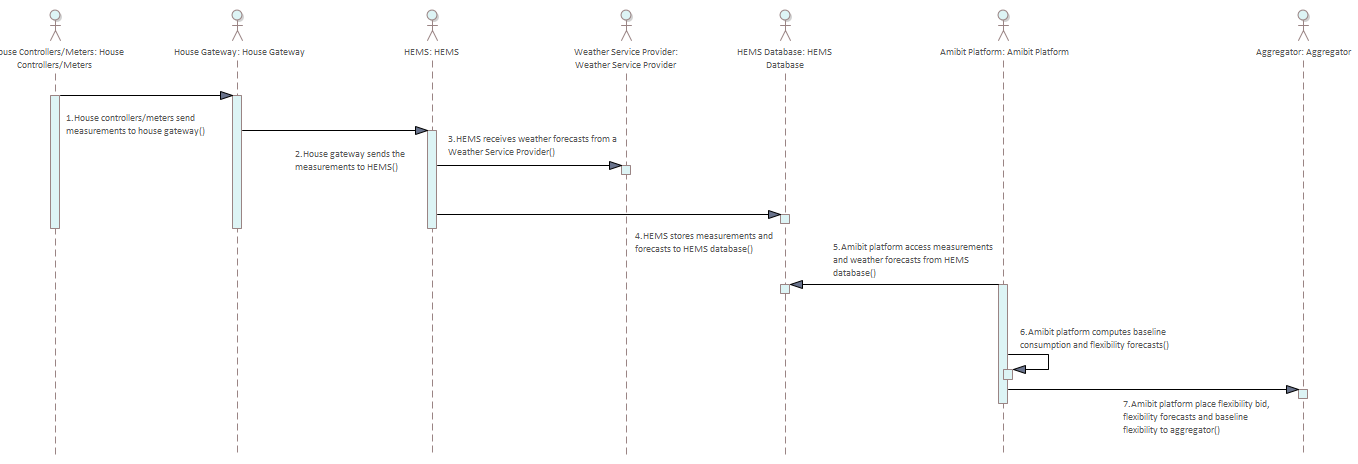 ouse Controllers/Meters: House
Controllers/Meters
House Gateway: House Gateway
HEMS: HEMS
Weather Service Provider:
Weather Service Provider
HEMS Database: HEMS
Database
Amibit Platform: Amibit Platform
Aggregator: Aggregator
1.House controllers/meters send
measurements to house gateway()
2.House gateway sends the
measurements to HEMS()
3.HEMS receives weather forecasts from a
Weather Service Provider()
4.HEMS stores measurements and
forecasts to HEMS database()
5.Amibit platform access measurements
and weather forecasts from HEMS
database()
6.Amibit platform computes baseline
consumption and flexibility forecasts()
7.Amibit platform place flexibility bid,
flexibility forecasts and baseline
flexibility to aggregator()